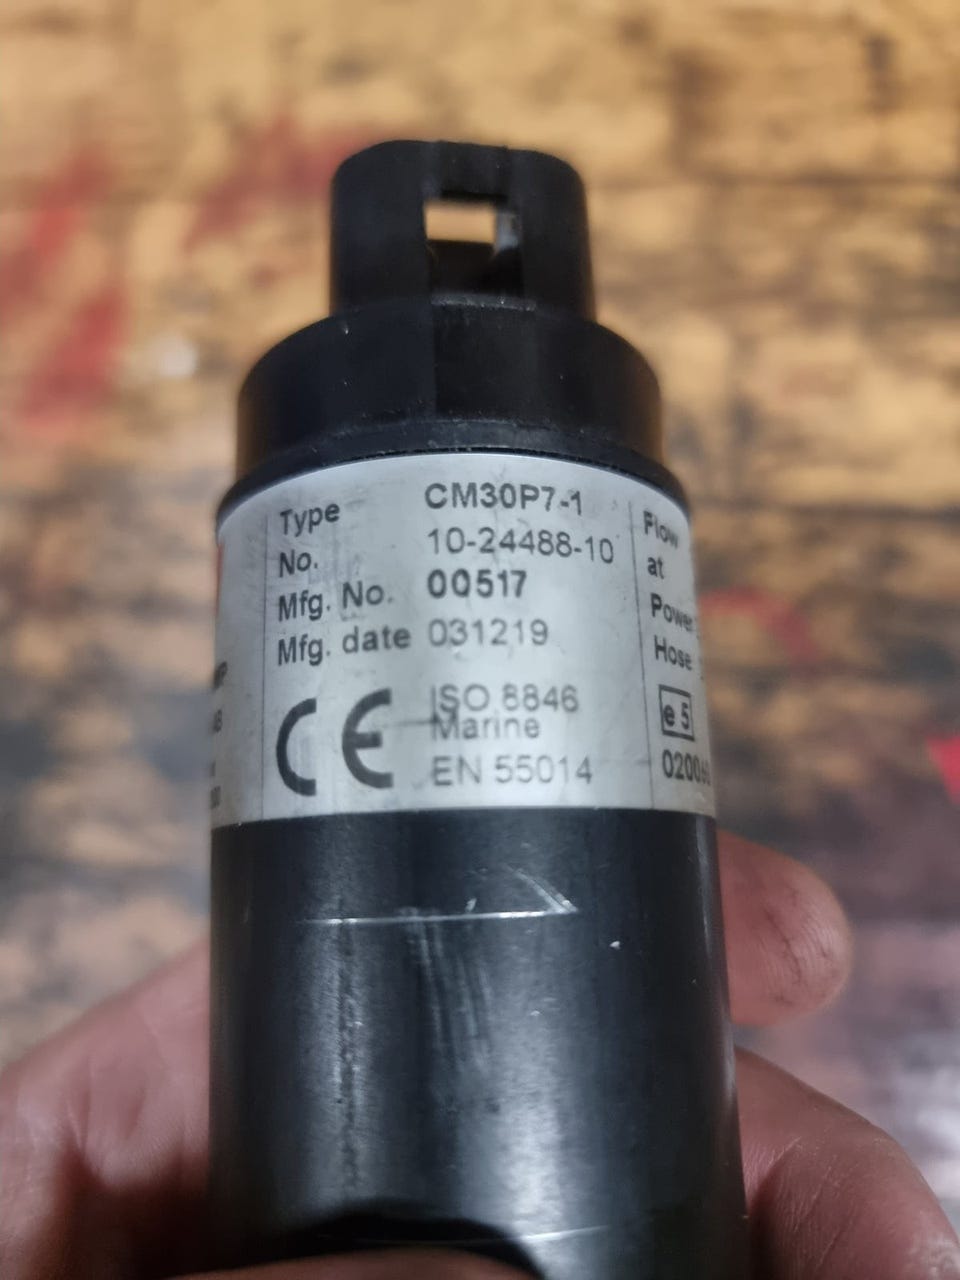 Type CM30P7-1
No. 10-24488-10
Mfg. No. 00517
Mfg. date 031219
CE ISO 8846
Marine
EN 55014
Flow
at
Power
Hose
e5